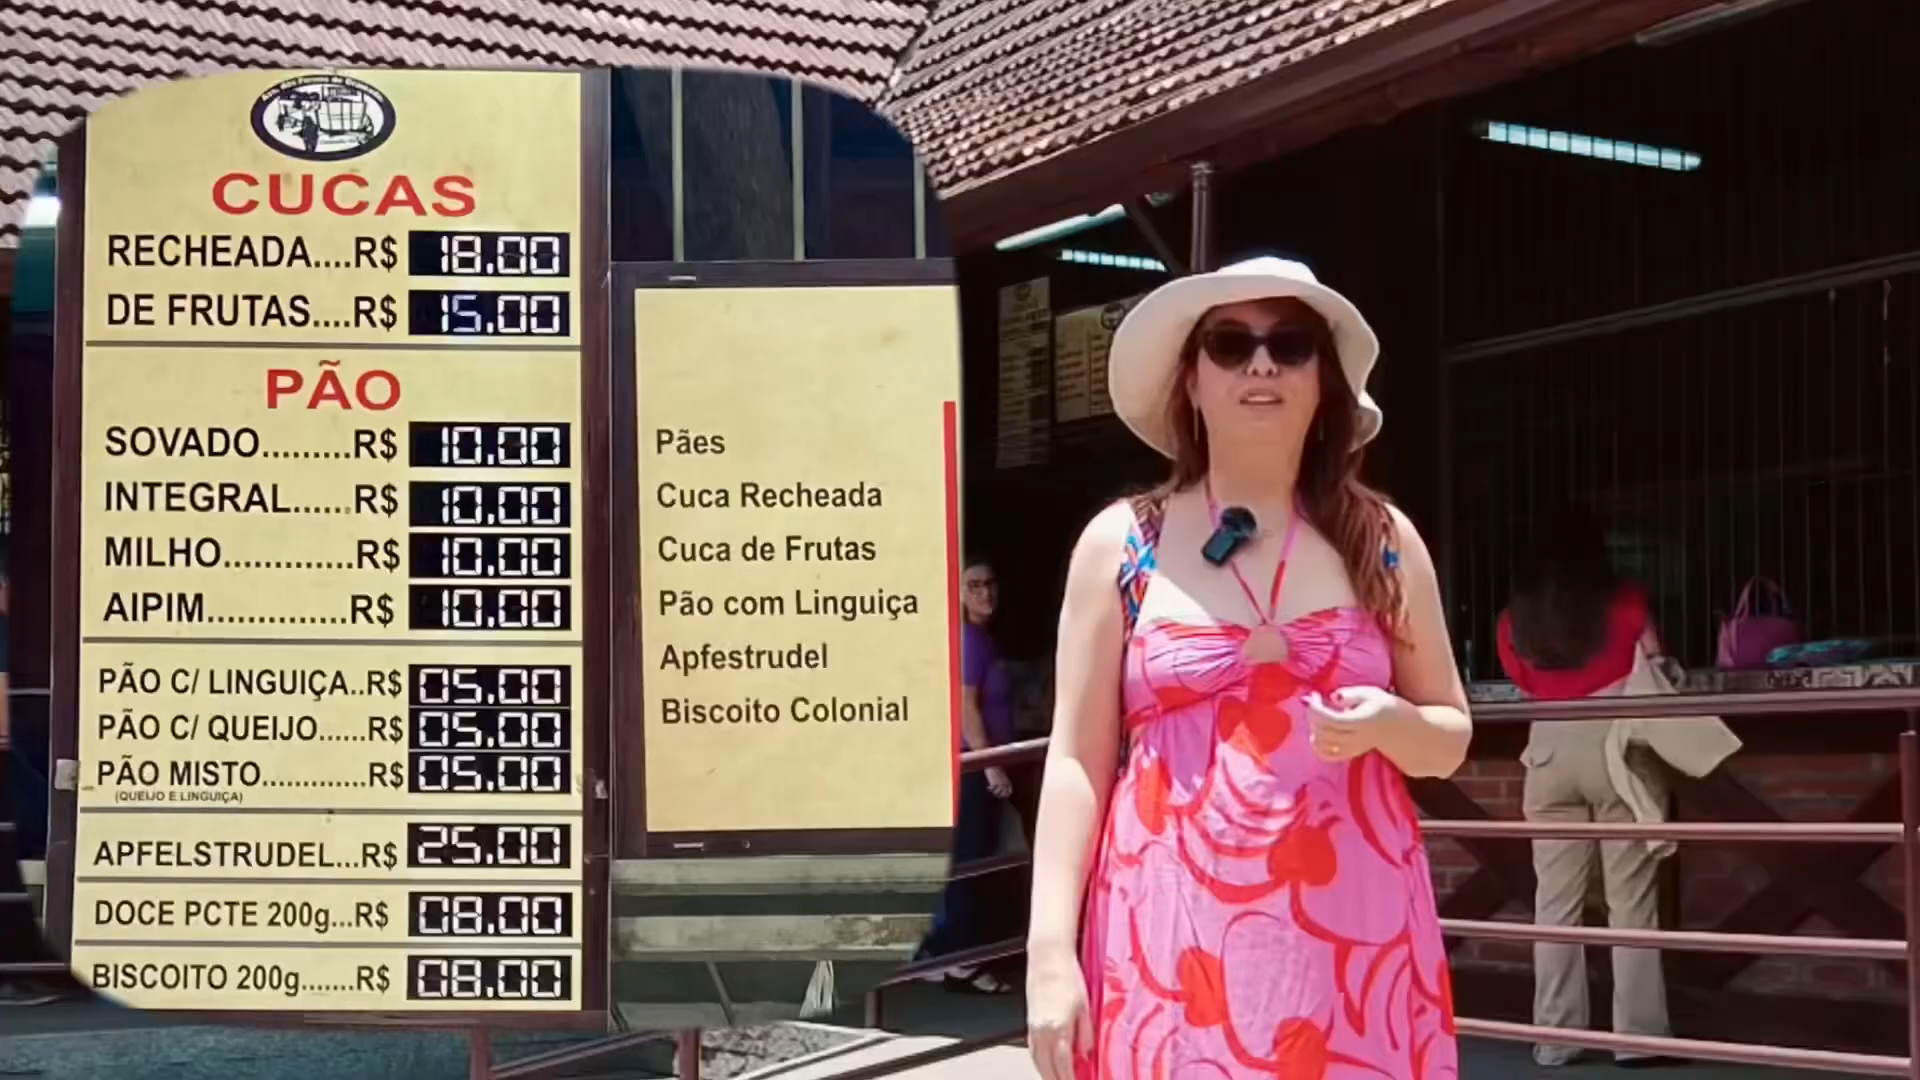 CUCAS
RECHEADA....R$ 18.00
DE FRUTAS....R$ 15.00
PÃO
SOVADO.........R$ 10.00
INTEGRAL......R$ 10.00
MILHO.............R$ 10.00
AIPIM..............R$ 10.00
PÃO C/ LINGUIÇA..R$ 05.00
PÃO C/ QUEIJO......R$ 05.00
PÃO MISTO.............R$ 05.00
(QUEIJO E LINGUIÇA)
APFELSTRUDEL...R$ 25.00
DOCE PCTE 200g...R$ 08.00
BISCOITO 200g.......R$ 08.00
Pães
Cuca Recheada
Cuca de Frutas
Pão com Linguiça
Apfestrudel
Biscoito Colonial